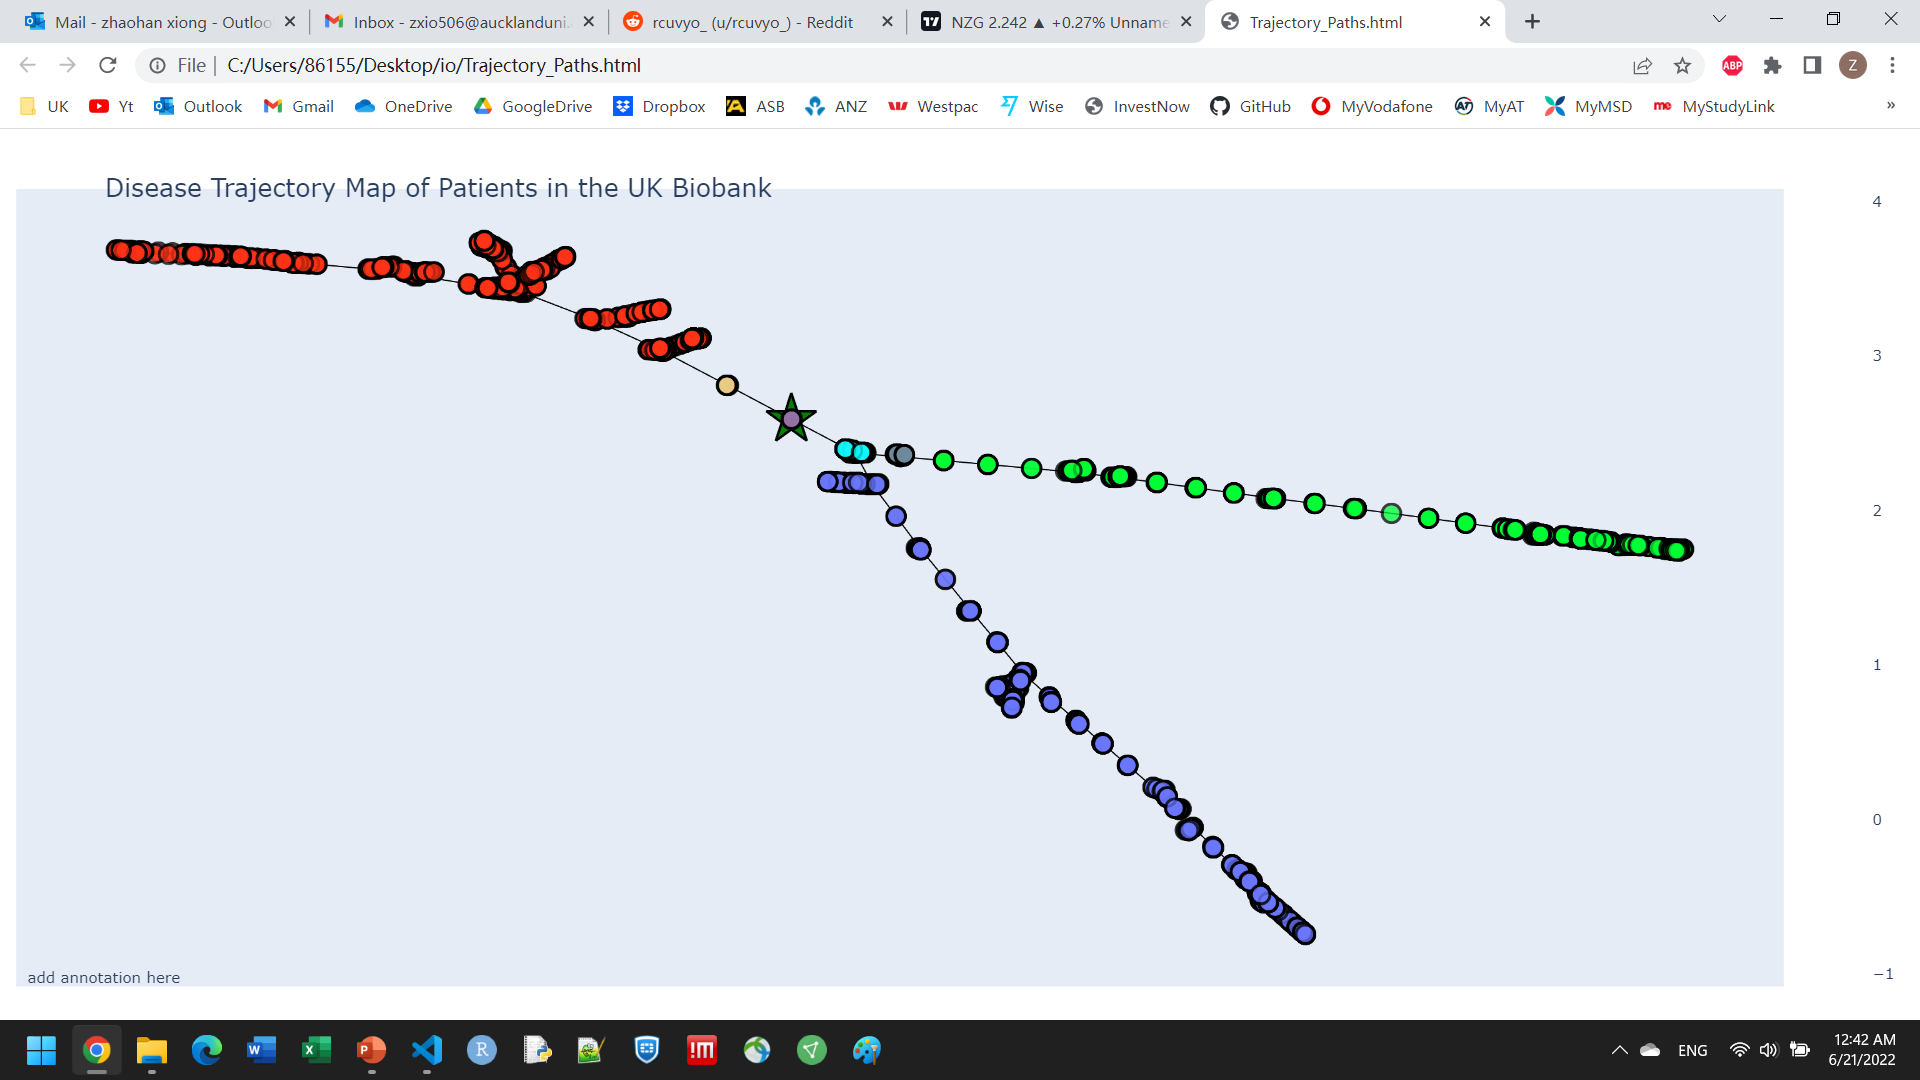 zhaohan xiong - Outloo
Inbox - zxio506@aucklanduni.
rcuvyo_ (u/rcuvyo_) - Reddit
NZG 2.242 ▲ +0.27% Unname
Trajectory_Paths.html
File | C:/Users/86155/Desktop/io/Trajectory_Paths.html
ABP
Z
UK
Yt
Outlook
Gmail
OneDrive
GoogleDrive
Dropbox
ASB
ANZ
Westpac
Wise
InvestNow
GitHub
MyVodafone
MyAT
MyMSD
me MyStudyLink
»
Disease Trajectory Map of Patients in the UK Biobank
4
3
2
1
0
−1
add annotation here
ENG
12:42 AM
6/21/2022